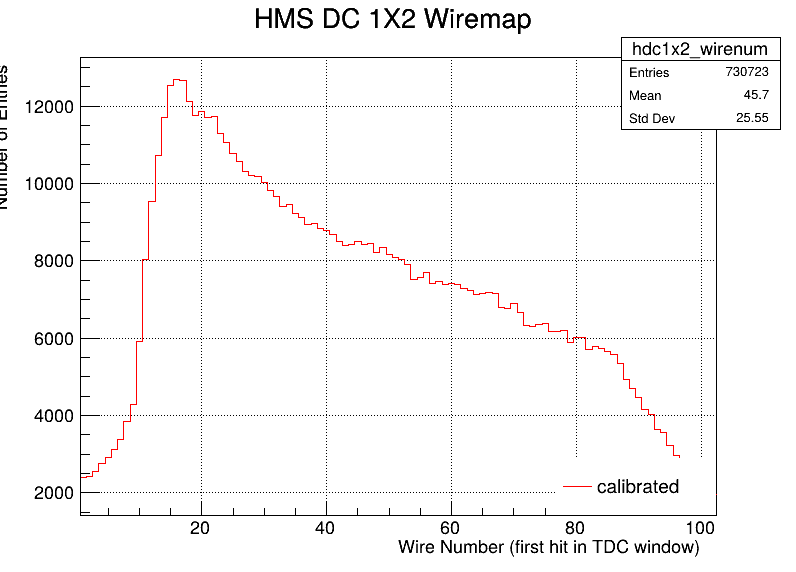 HMS DC 1X2 Wiremap
hdc1x2_wirenum
Entries 730723
Mean 45.7
Std Dev 25.55
Number of Entries
12000
10000
8000
6000
4000
2000
calibrated
20 40 60 80 100
Wire Number (first hit in TDC window)